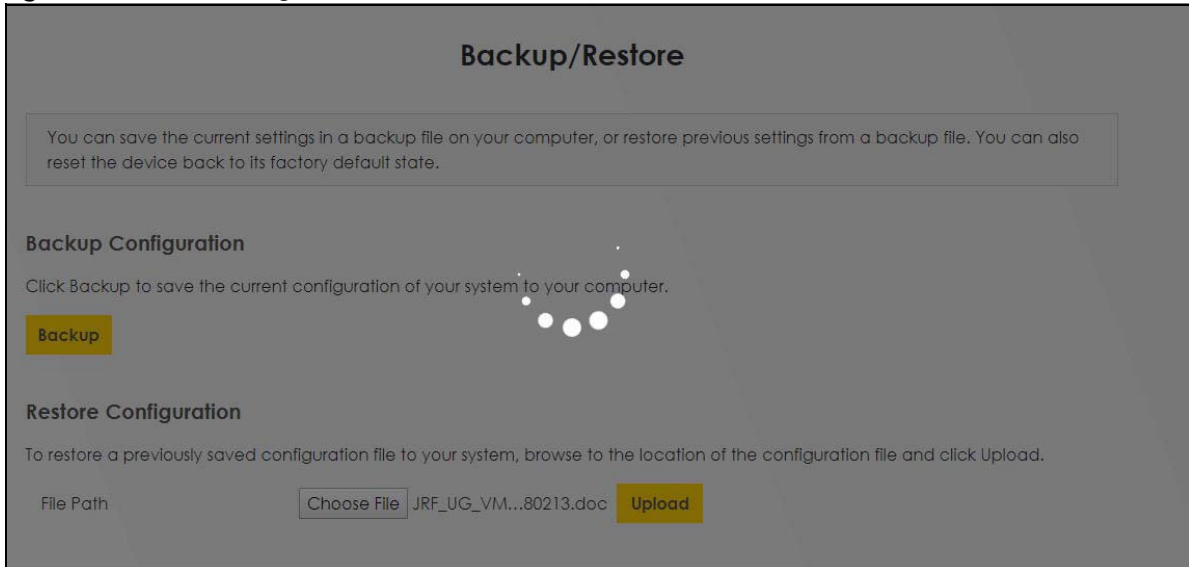 Backup/Restore
You can save the current settings in a backup file on your computer, or restore previous settings from a backup file. You can also
reset the device back to its factory default state.
Backup Configuration
Click Backup to save the current configuration of your system to your computer.
Backup
Restore Configuration
To restore a previously saved configuration file to your system, browse to the location of the configuration file and click Upload.
File Path Choose File JRF_UG_VM...80213.doc Upload